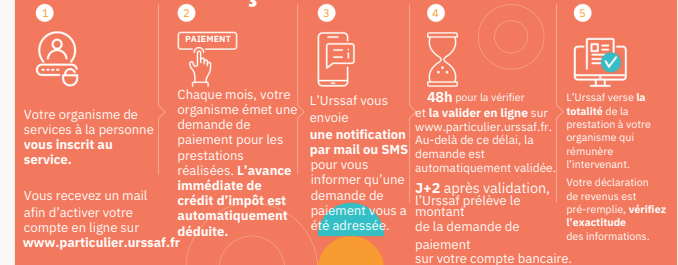 1
Votre organisme de
services à la personne
vous inscrit au
service.
Vous recevez un mail
afin d'activer votre
compte en ligne sur
www.particulier.urssaf.fr
2
PAIEMENT
Chaque mois, votre
organisme émet une
demande de
paiement pour les
prestations
réalisées. L'avance
immédiate de
crédit d'impôt est
automatiquement
déduite.
3
L'Urssaf vous
envoie
une notification
par mail ou SMS
pour vous
informer qu'une
demande de
paiement vous a
été adressée.
4
48h pour la vérifier
et la valider en ligne sur
www.particulier.urssaf.fr.
Au-delà de ce délai, la
demande est
automatiquement validée.
J+2 après validation,
l'Urssaf prélève le
montant
de la demande de
paiement
sur votre compte bancaire.
5
L'Urssaf verse la
totalité de la
prestation à votre
organisme qui
rémunère
l'intervenant.
Votre déclaration
de revenus est
pré-remplie, vérifiez
l'exactitude
des informations.